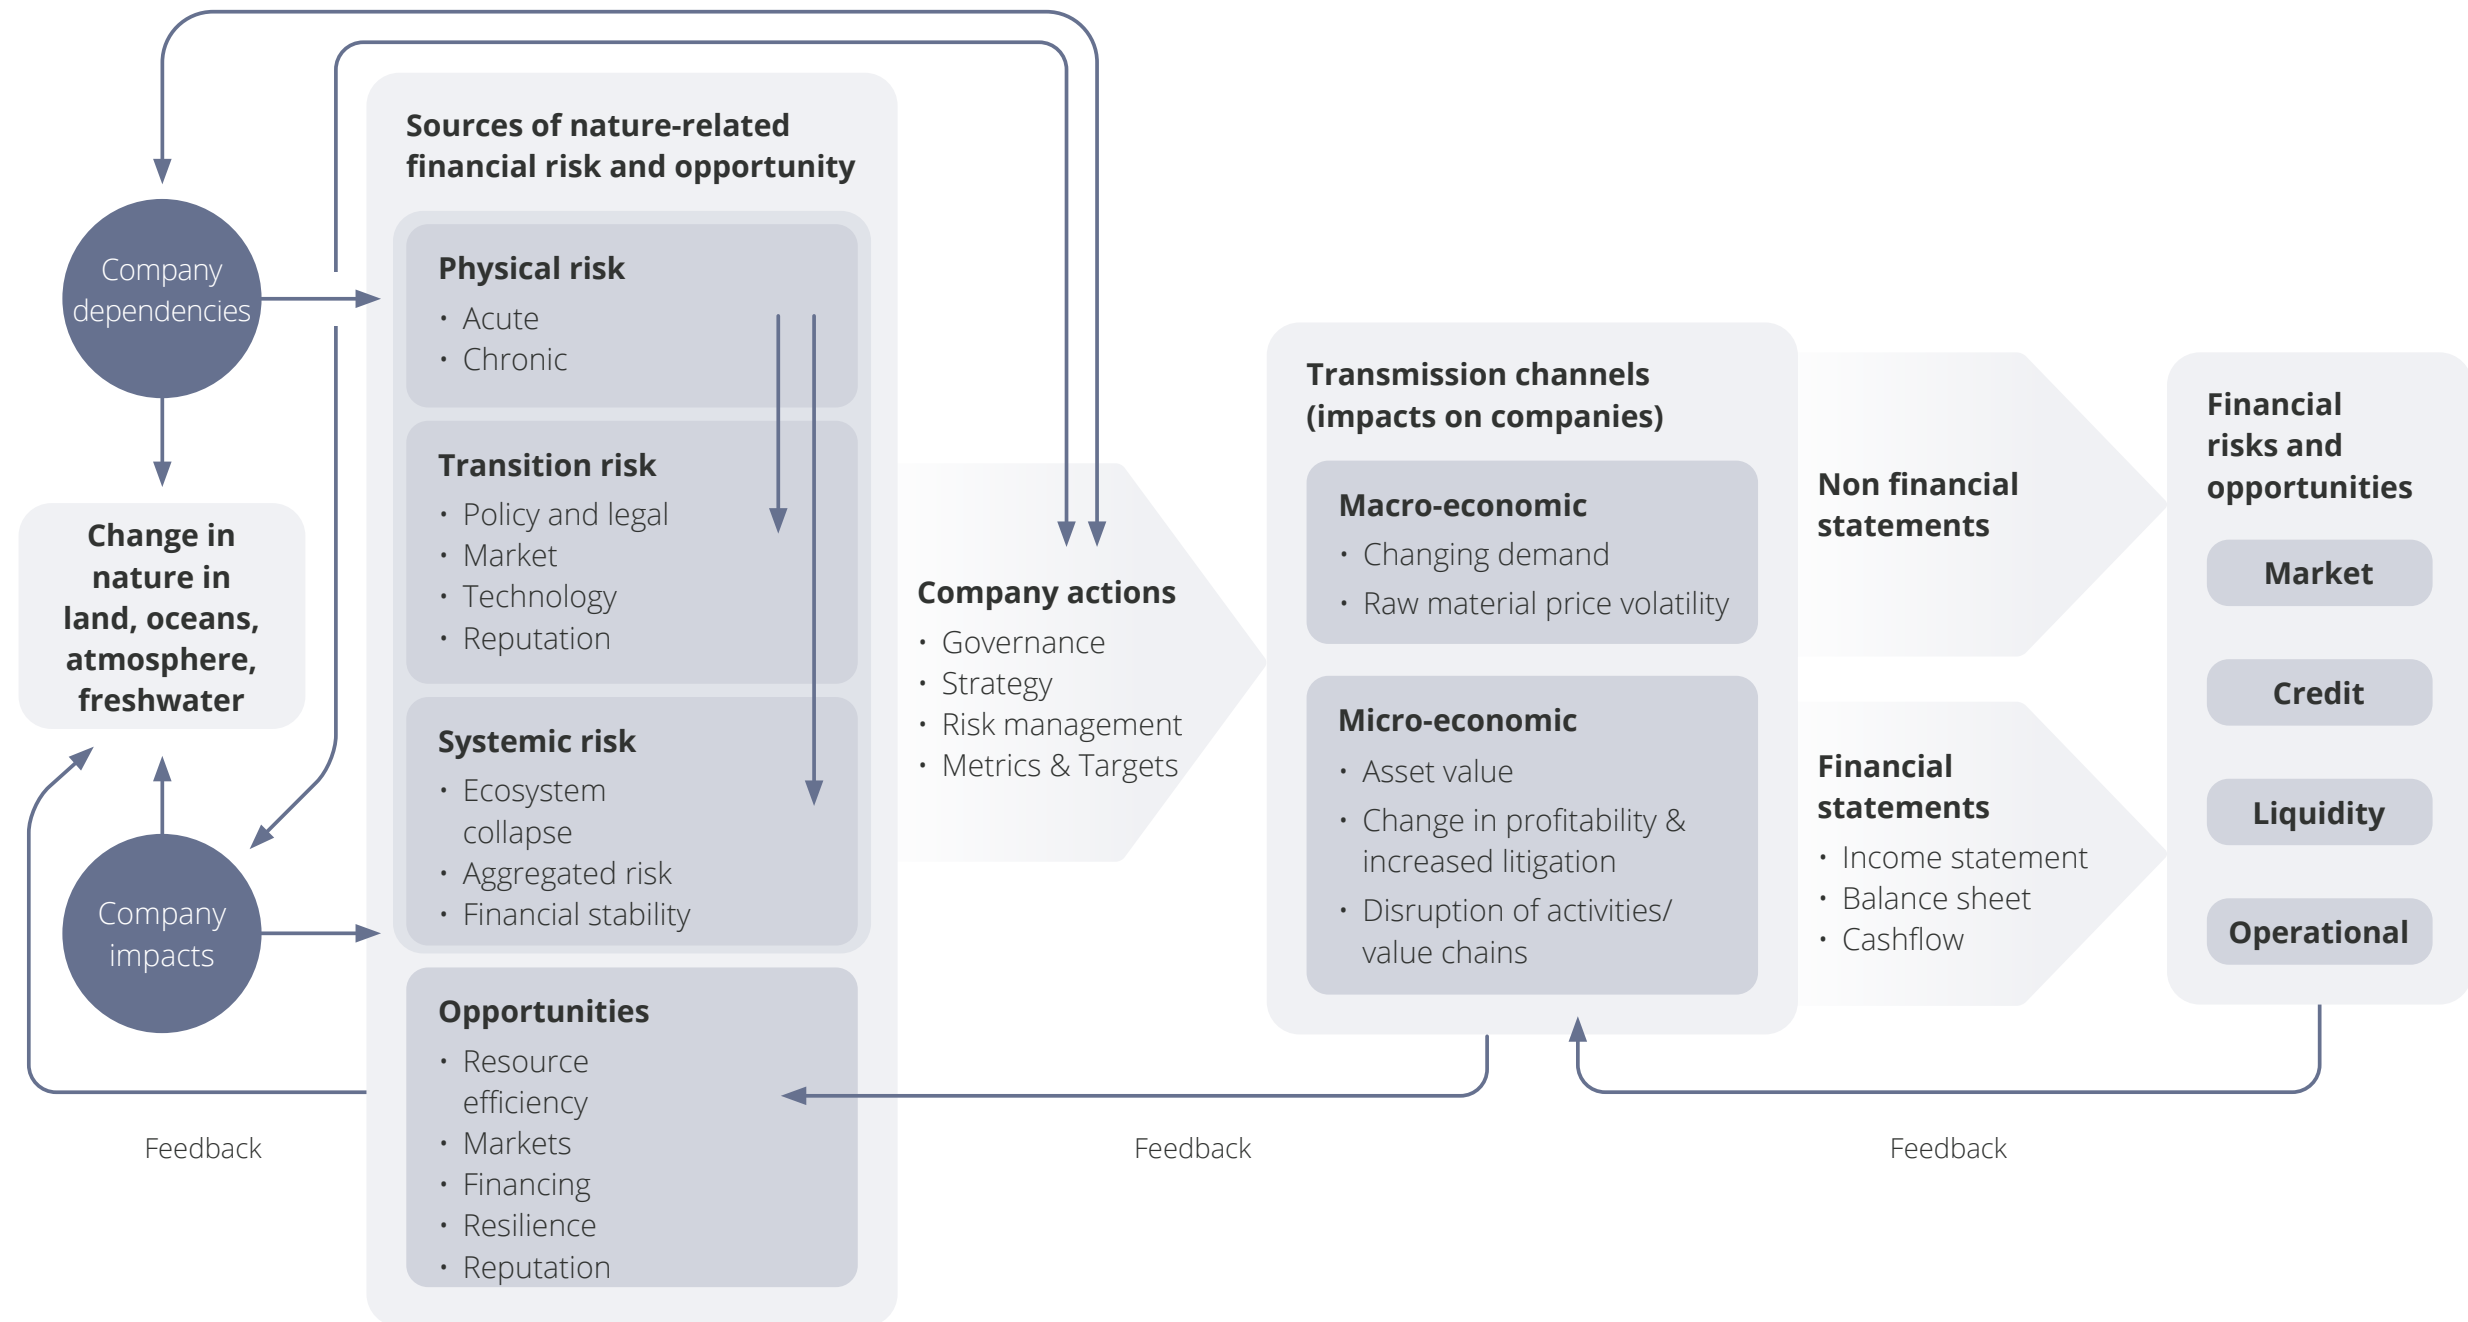 Company
dependencies
Change in
nature in
land, oceans,
atmosphere,
freshwater
Company
impacts
Feedback
Sources of nature-related
financial risk and opportunity
Physical risk
• Acute
• Chronic
Transition risk
• Policy and legal
• Market
• Technology
• Reputation
Systemic risk
• Ecosystem
collapse
• Aggregated risk
• Financial stability
Opportunities
• Resource
efficiency
• Markets
• Financing
• Resilience
• Reputation
Company actions
• Governance
• Strategy
• Risk management
• Metrics & Targets
Feedback
Transmission channels
(impacts on companies)
Macro-economic
• Changing demand
• Raw material price volatility
Micro-economic
• Asset value
• Change in profitability &
increased litigation
• Disruption of activities/
value chains
Non financial
statements
Financial
statements
• Income statement
• Balance sheet
• Cashflow
Feedback
Financial
risks and
opportunities
Market
Credit
Liquidity
Operational